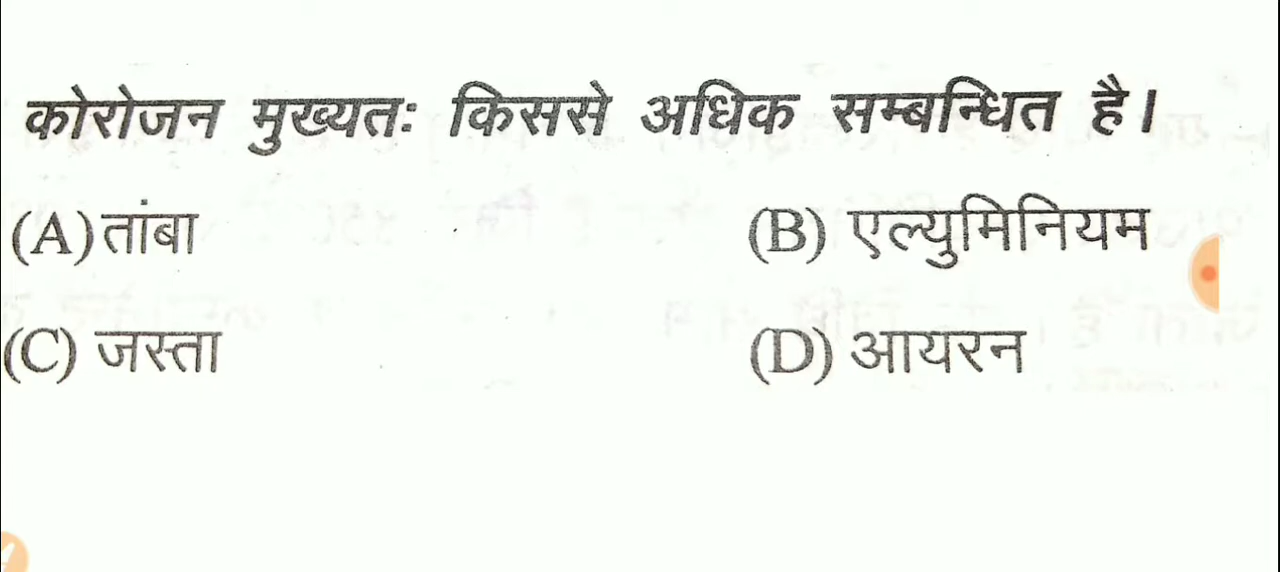 कोरोजन मुख्यतः किससे अधिक सम्बन्धित है।
(A) तांबा (B) एल्युमिनियम
(C) जस्ता (D) आयरन